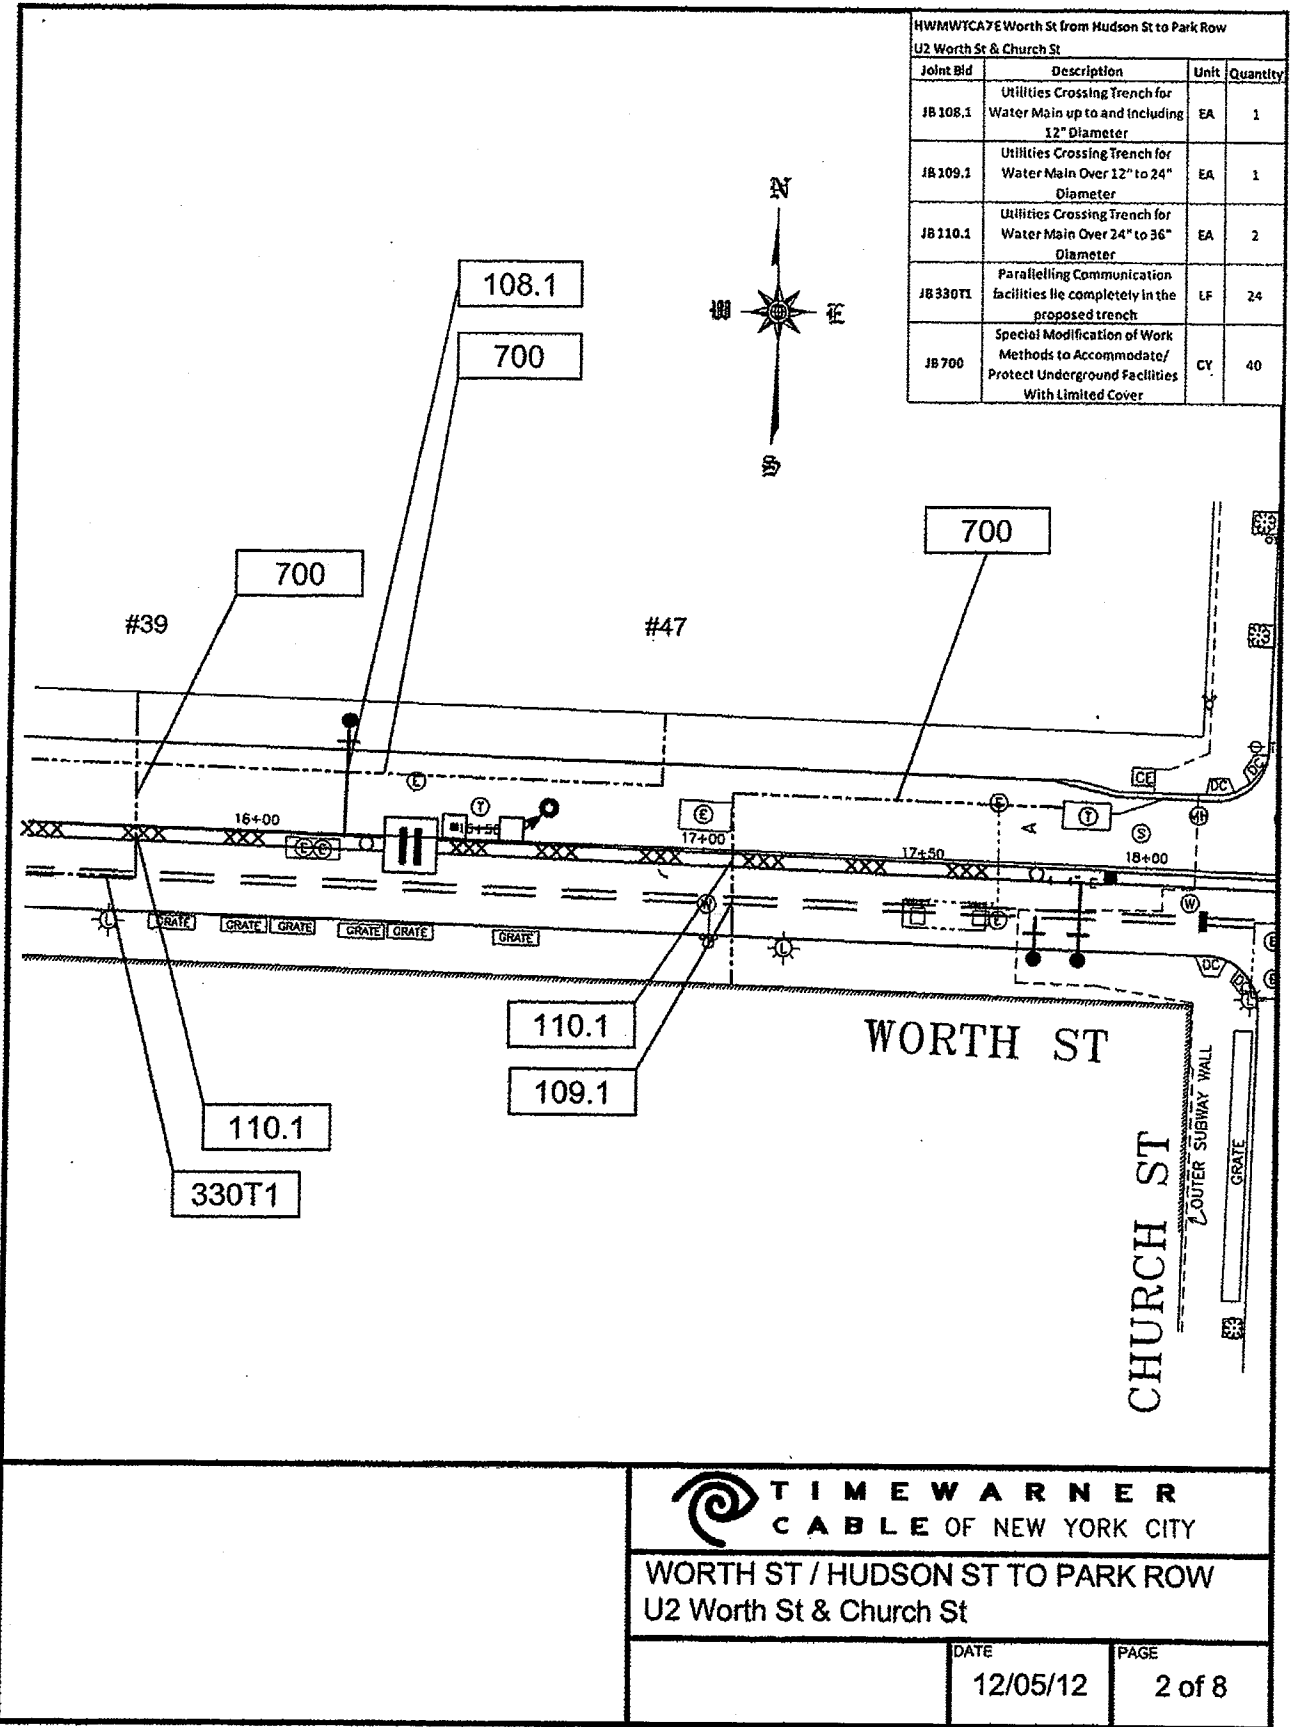 HWMWTCA7E Worth St from Hudson St to Park Row
U2 Worth St & Church St
Joint Bid Description Unit Quantity
JB 108.1 Utilities Crossing Trench for Water Main up to and Including 12" Diameter EA 1
JB 109.1 Utilities Crossing Trench for Water Main Over 12" to 24" Diameter EA 1
JB 110.1 Utilities Crossing Trench for Water Main Over 24" to 36" Diameter EA 2
JB 330T1 Parallelling Communication facilities lie completely in the proposed trench LF 24
JB 700 Special Modification of Work Methods to Accommodate/ Protect Underground Facilities With Limited Cover CY 40
N
W E
S
108.1
700
700
700
#39
#47
CE
DC
DC
T
E
T
E
E
T
S
MH
A
16+00
16+50
17+00
17+50
18+00
E E
W
W
E
L
GRATE
GRATE
GRATE
GRATE
GRATE
GRATE
L
DC
L
E
E
110.1
109.1
110.1
330T1
WORTH ST
CHURCH ST
OUTER SUBWAY WALL
GRATE
TIMEWARNER
CABLE OF NEW YORK CITY
WORTH ST / HUDSON ST TO PARK ROW
U2 Worth St & Church St
DATE
12/05/12
PAGE
2 of 8